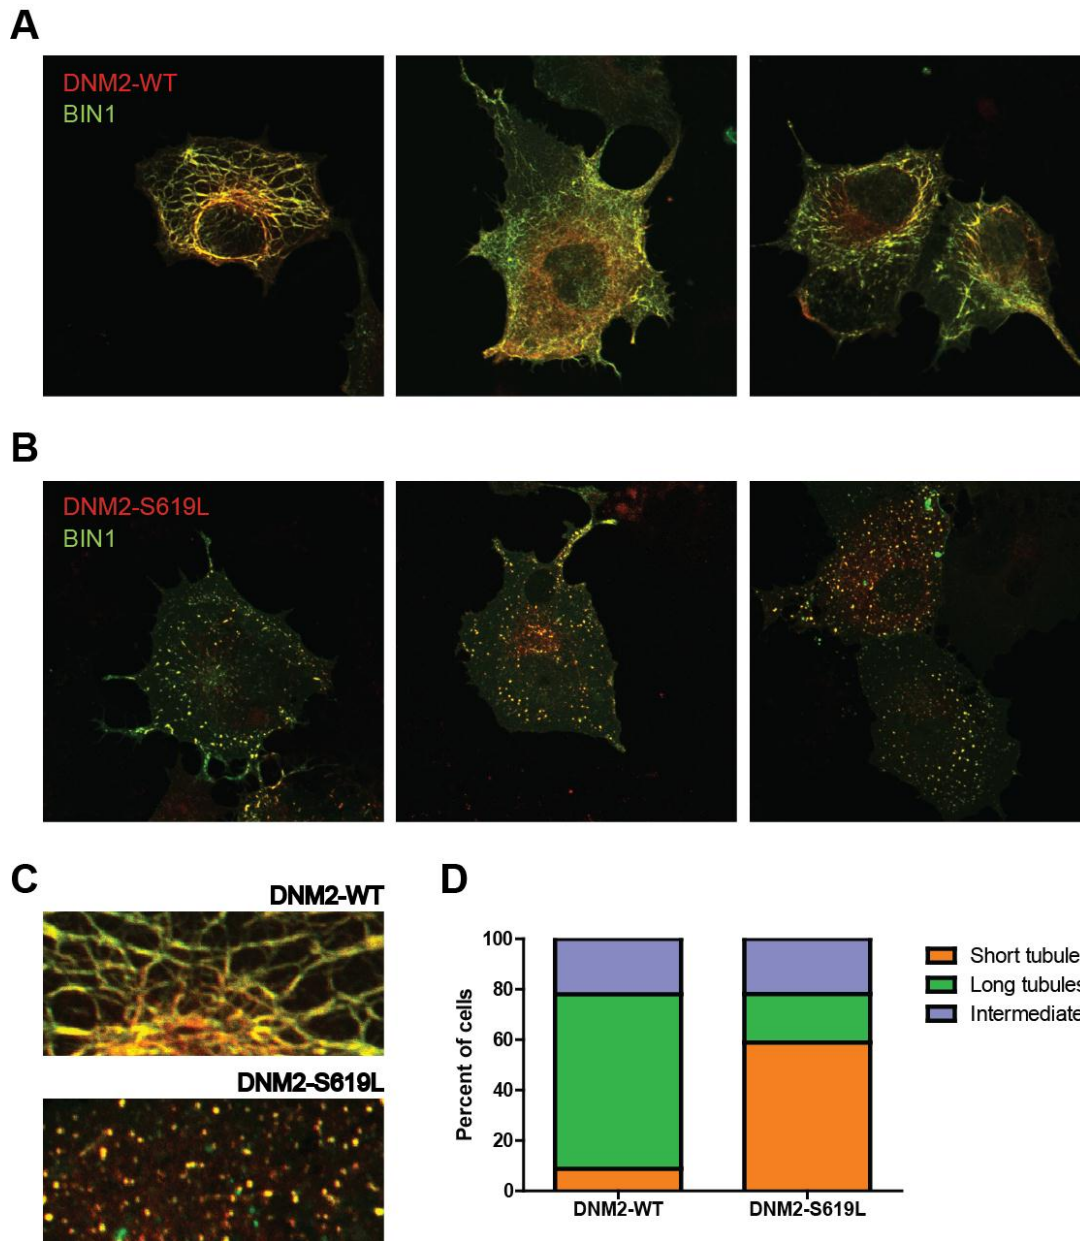 A
DNM2-WT
BIN1
B
DNM2-S619L
BIN1
C
DNM2-WT
DNM2-S619L
D
Percent of cells
100
80
60
40
20
0
DNM2-WT
DNM2-S619L
Short tubule
Long tubules
Intermediate